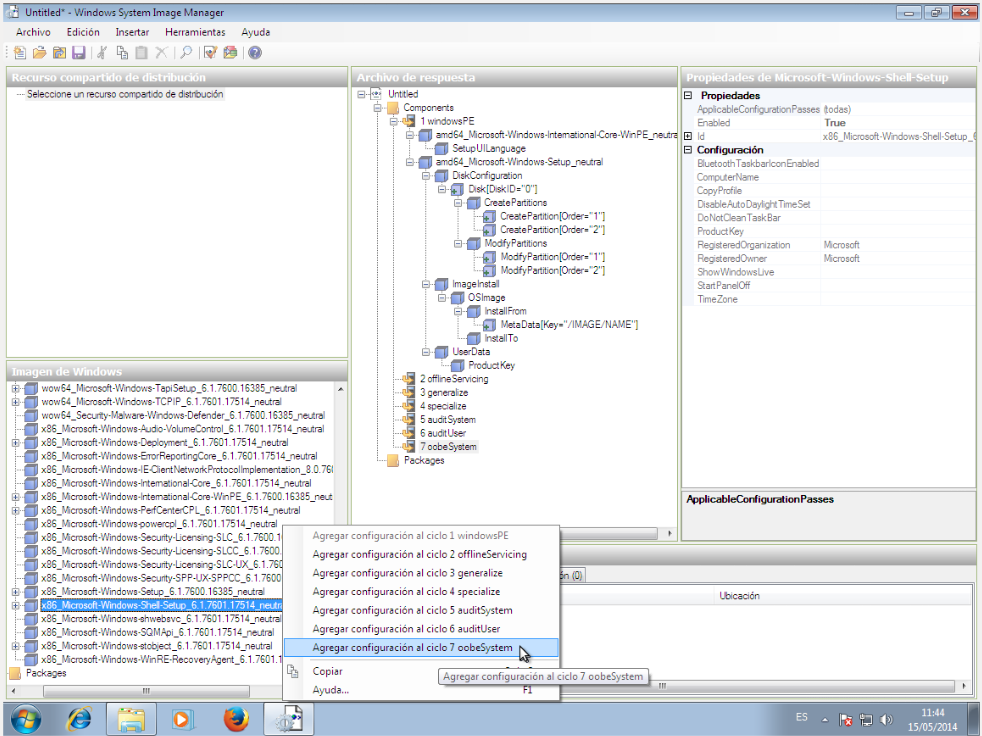 Untitled* - Windows System Image Manager
Archivo Edición Insertar Herramientas Ayuda
Recurso compartido de distribución
Seleccione un recurso compartido de distribución
Imagen de Windows
wow64_Microsoft-Windows-TapiSetup_6.1.7600.16385_neutral
wow64_Microsoft-Windows-TCPIP_6.1.7601.17514_neutral
wow64_Security-Malware-Windows-Defender_6.1.7600.16385_neutral
x86_Microsoft-Windows-Audio-VolumeControl_6.1.7601.17514_neutral
x86_Microsoft-Windows-Deployment_6.1.7601.17514_neutral
x86_Microsoft-Windows-ErrorReportingCore_6.1.7601.17514_neutral
x86_Microsoft-Windows-IE-ClientNetworkProtocolImplementation_8.0.760
x86_Microsoft-Windows-International-Core_6.1.7601.17514_neutral
x86_Microsoft-Windows-International-Core-WinPE_6.1.7600.16385_neut
x86_Microsoft-Windows-PerfCenterCPL_6.1.7601.17514_neutral
x86_Microsoft-Windows-powercpl_6.1.7601.17514_neutral
x86_Microsoft-Windows-Security-Licensing-SLC_6.1.7600.1
x86_Microsoft-Windows-Security-Licensing-SLCC_6.1.7600.
x86_Microsoft-Windows-Security-Licensing-SLC-UX_6.1.760
x86_Microsoft-Windows-Security-SPP-UX-SPPCC_6.1.7600
x86_Microsoft-Windows-Setup_6.1.7600.16385_neutral
x86_Microsoft-Windows-Shell-Setup_6.1.7601.17514_neutra
x86_Microsoft-Windows-shwebsvc_6.1.7601.17514_neutral
x86_Microsoft-Windows-SQMApi_6.1.7601.17514_neutral
x86_Microsoft-Windows-stobject_6.1.7601.17514_neutral
x86_Microsoft-Windows-WinRE-RecoveryAgent_6.1.7601.1
Packages
Archivo de respuesta
Untitled
Components
1 windowsPE
amd64_Microsoft-Windows-International-Core-WinPE_neutra
SetupUILanguage
amd64_Microsoft-Windows-Setup_neutral
DiskConfiguration
Disk[DiskID="0"]
CreatePartitions
CreatePartition[Order="1"]
CreatePartition[Order="2"]
ModifyPartitions
ModifyPartition[Order="1"]
ModifyPartition[Order="2"]
ImageInstall
OSImage
InstallFrom
MetaData[Key="/IMAGE/NAME"]
InstallTo
UserData
ProductKey
2 offlineServicing
3 generalize
4 specialize
5 auditSystem
6 auditUser
7 oobeSystem
Packages
Propiedades de Microsoft-Windows-Shell-Setup
Propiedades
ApplicableConfigurationPasses (todas)
Enabled True
Id x86_Microsoft-Windows-Shell-Setup_6
Configuración
BluetoothTaskbarIconEnabled
ComputerName
CopyProfile
DisableAutoDaylightTimeSet
DoNotCleanTaskBar
ProductKey
RegisteredOrganization Microsoft
RegisteredOwner Microsoft
ShowWindowsLive
StartPanelOff
TimeZone
ApplicableConfigurationPasses
Agregar configuración al ciclo 1 windowsPE
Agregar configuración al ciclo 2 offlineServicing
Agregar configuración al ciclo 3 generalize
Agregar configuración al ciclo 4 specialize
Agregar configuración al ciclo 5 auditSystem
Agregar configuración al ciclo 6 auditUser
Agregar configuración al ciclo 7 oobeSystem
Copiar
Ayuda... F1
Agregar configuración al ciclo 7 oobeSystem
ón (0)
Ubicación
ES
11:44
15/05/2014